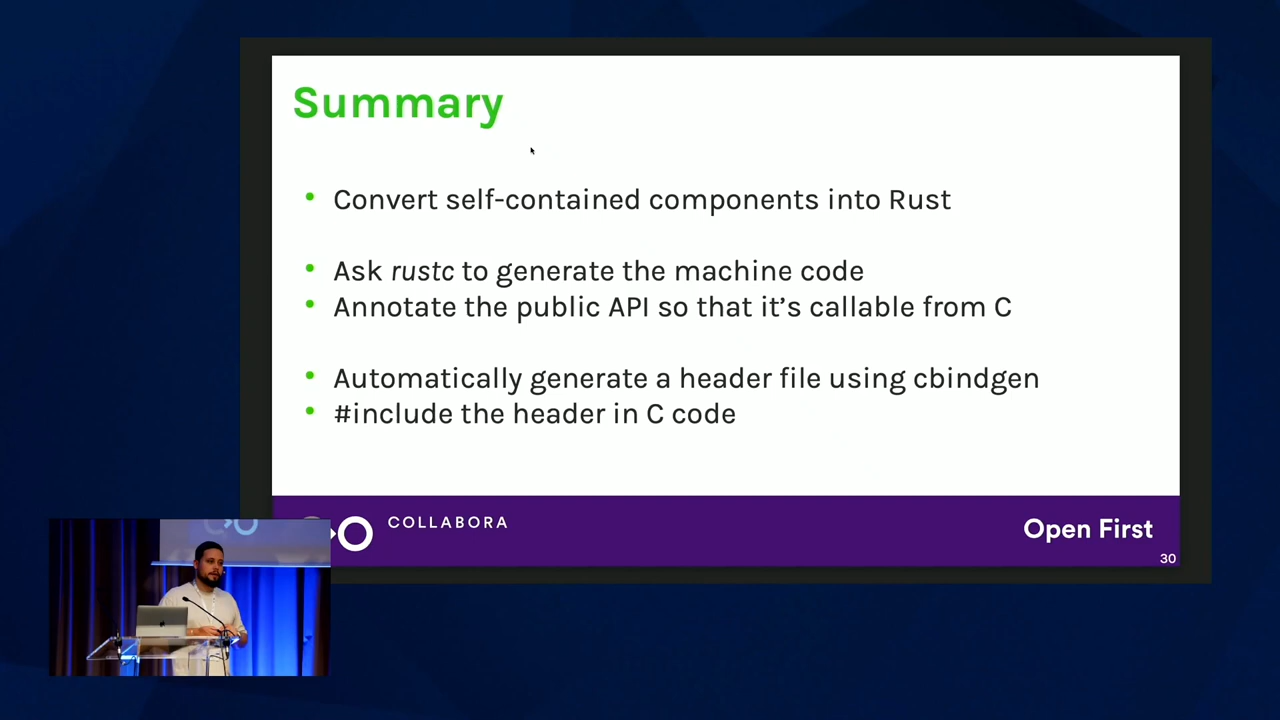 Summary
• Convert self-contained components into Rust
• Ask rustc to generate the machine code
• Annotate the public API so that it’s callable from C
• Automatically generate a header file using cbindgen
• #include the header in C code
COLLABORA
Open First
30